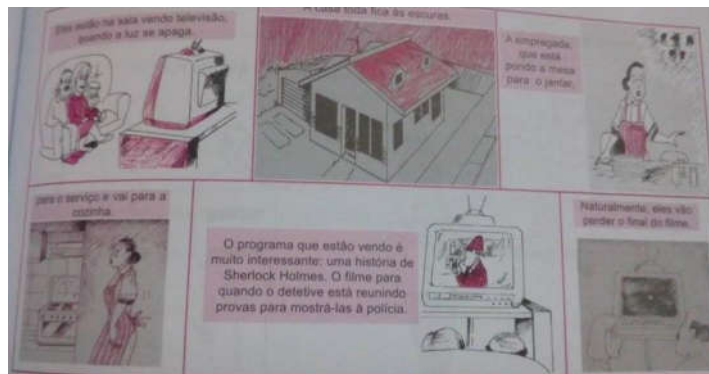 Eles estão na sala vendo televisão,
quando a luz se apaga.
A casa toda fica às escuras.
A empregada,
que está
pondo a mesa
para o jantar,
para o serviço e vai para a
cozinha.
O programa que estão vendo é
muito interessante: uma história de
Sherlock Holmes. O filme para
quando o detetive está reunindo
provas para mostrá-las à polícia.
Naturalmente, eles vão
perder o final do filme.